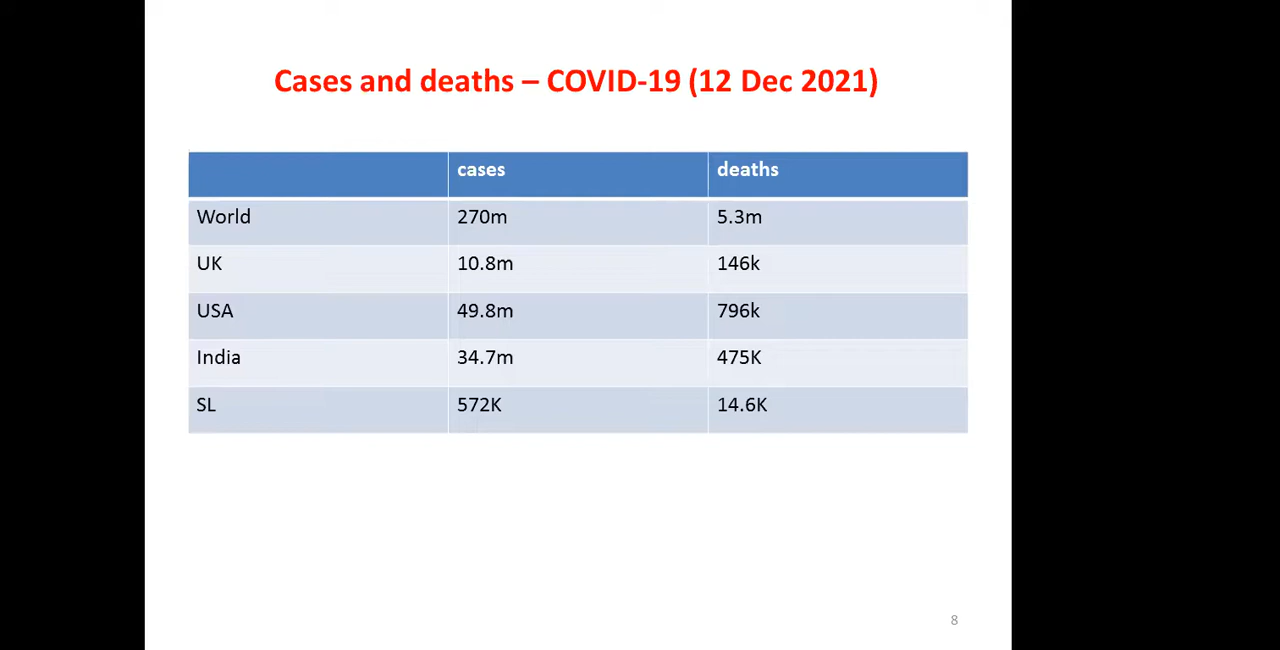 Cases and deaths – COVID-19 (12 Dec 2021)
cases deaths
World 270m 5.3m
UK 10.8m 146k
USA 49.8m 796k
India 34.7m 475K
SL 572K 14.6K
8